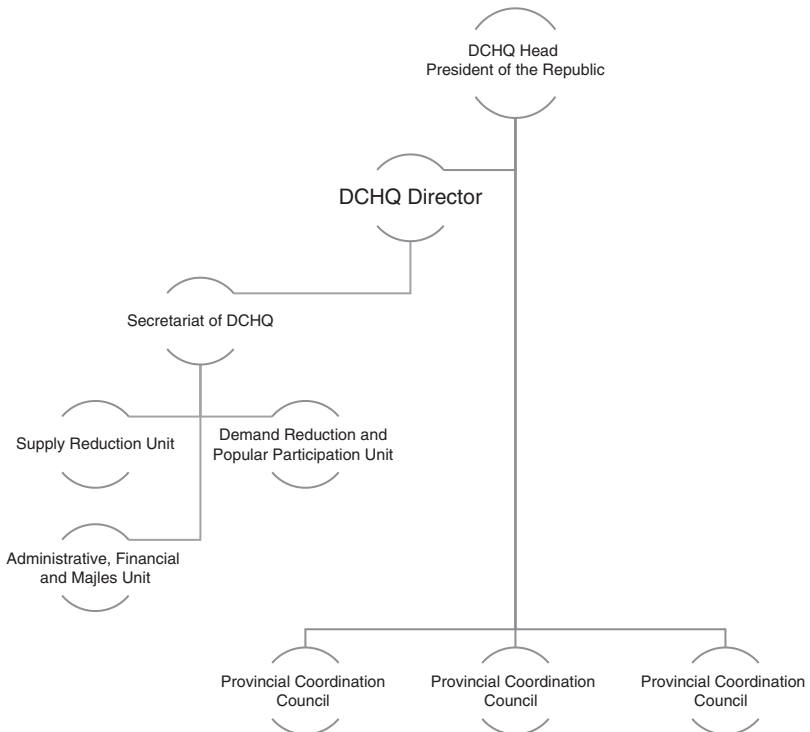 DCHQ Head
President of the Republic
DCHQ Director
Secretariat of DCHQ
Supply Reduction Unit
Demand Reduction and
Popular Participation Unit
Administrative, Financial
and Majles Unit
Provincial Coordination
Council
Provincial Coordination
Council
Provincial Coordination
Council